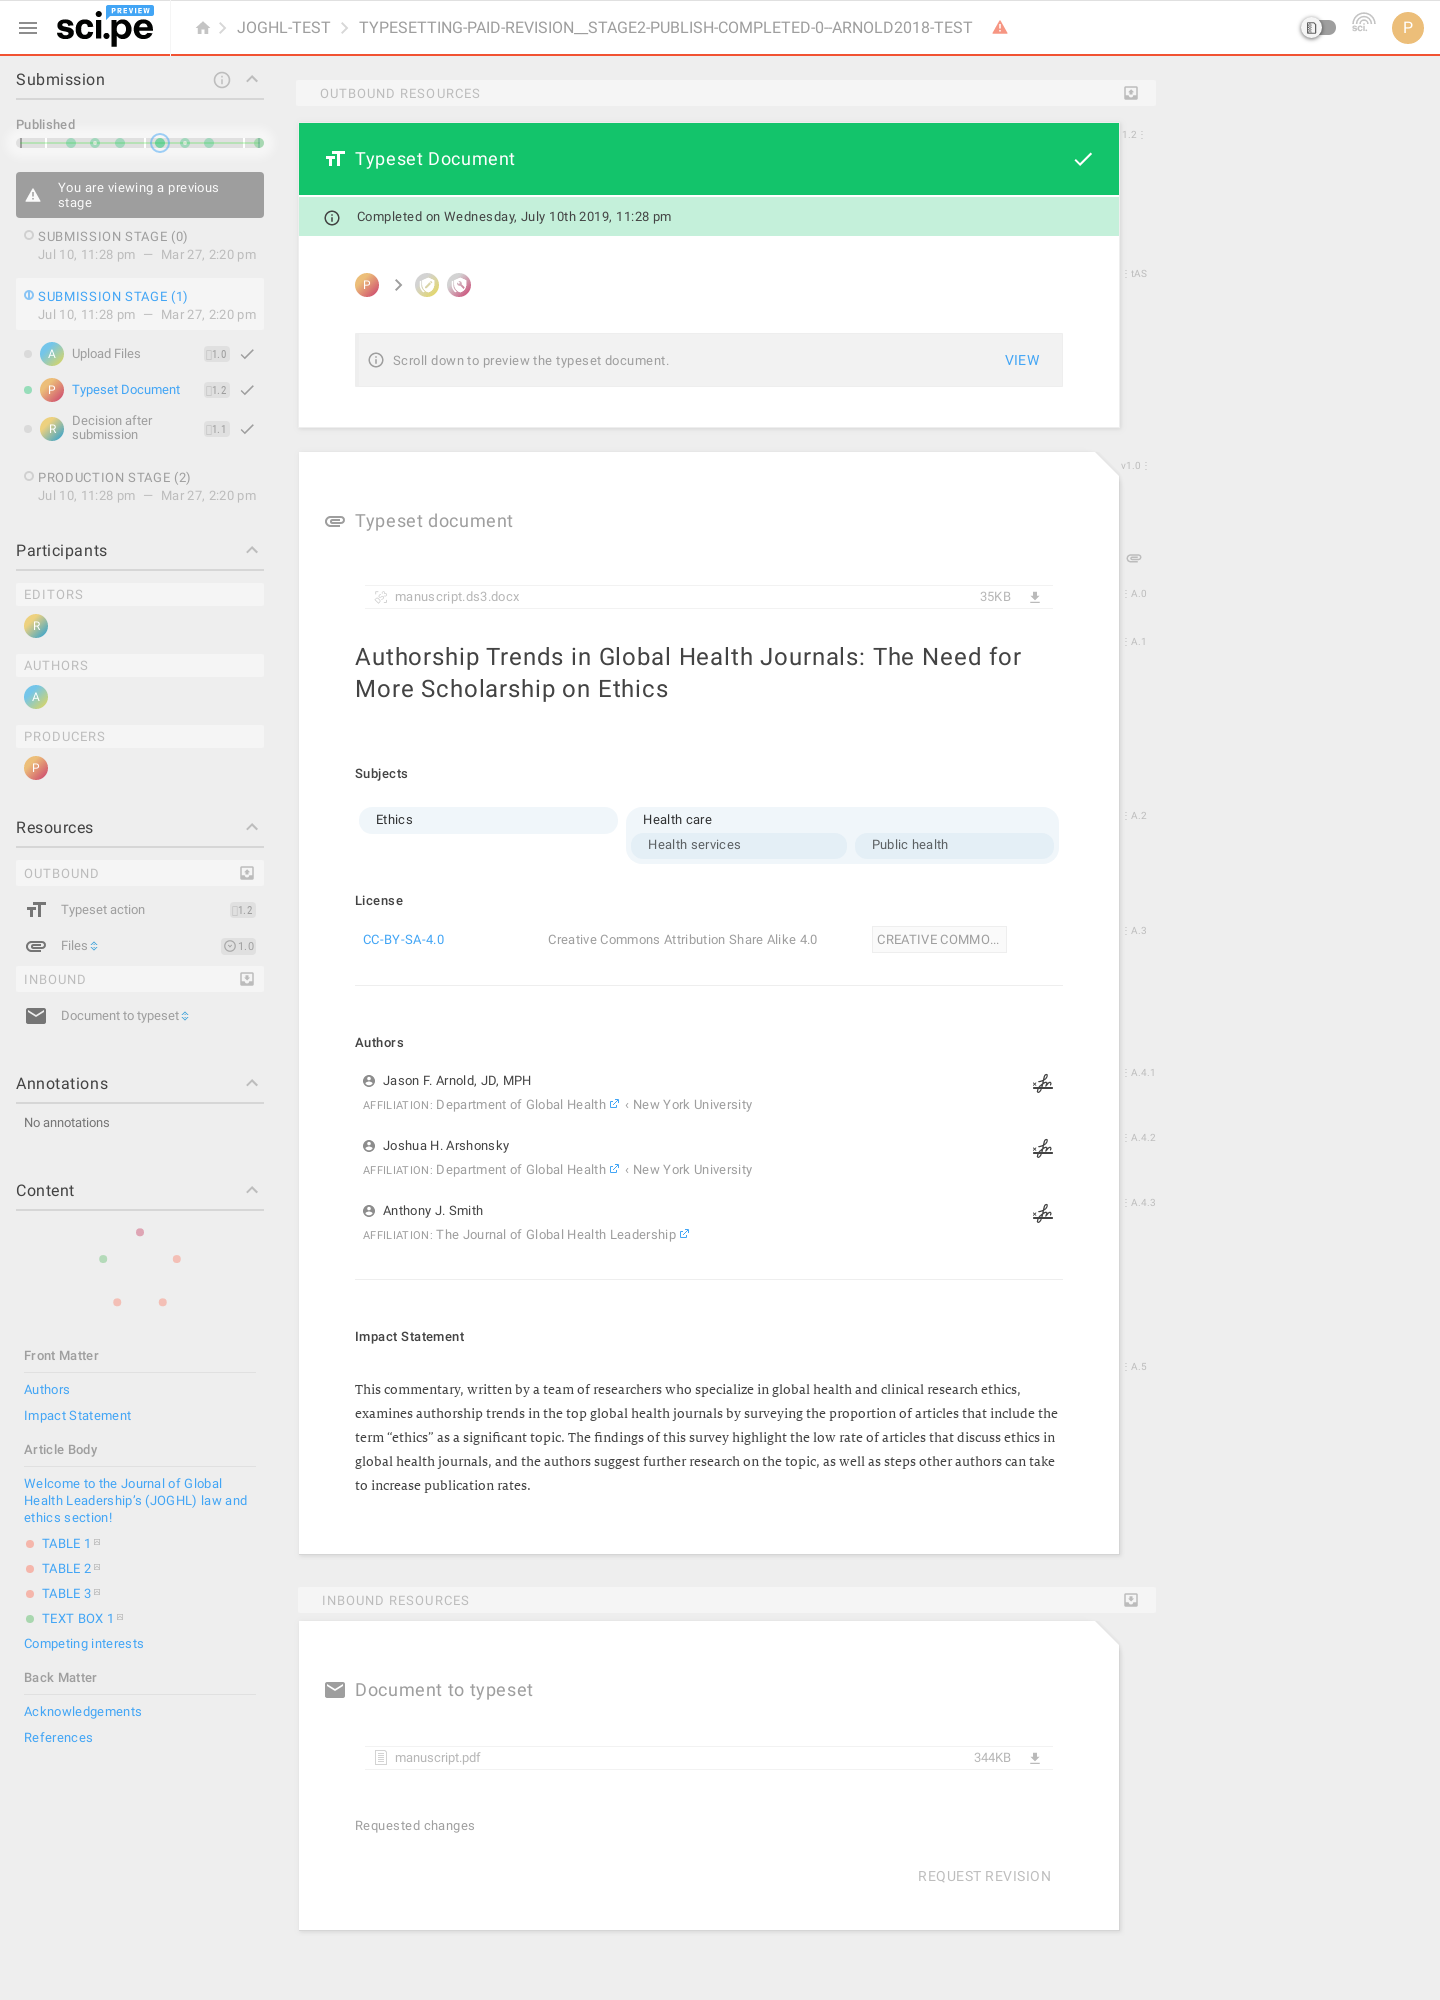 PREVIEW
sci.pe
JOGHL-TEST
TYPESETTING-PAID-REVISION__STAGE2-PUBLISH-COMPLETED-0--ARNOLD2018-TEST
sci.
P
Submission
Published
You are viewing a previous
stage
SUBMISSION STAGE (0)
Jul 10, 11:28 pm — Mar 27, 2:20 pm
SUBMISSION STAGE (1)
Jul 10, 11:28 pm — Mar 27, 2:20 pm
A Upload Files 1.0
P Typeset Document 1.2
R Decision after
submission 1.1
PRODUCTION STAGE (2)
Jul 10, 11:28 pm — Mar 27, 2:20 pm
Participants
EDITORS
R
AUTHORS
A
PRODUCERS
P
Resources
OUTBOUND
Typeset action 1.2
Files 1.0
INBOUND
Document to typeset
Annotations
No annotations
Content
Front Matter
Authors
Impact Statement
Article Body
Welcome to the Journal of Global
Health Leadership’s (JOGHL) law and
ethics section!
TABLE 1
TABLE 2
TABLE 3
TEXT BOX 1
Competing interests
Back Matter
Acknowledgements
References
OUTBOUND RESOURCES
Typeset Document
1.2
Completed on Wednesday, July 10th 2019, 11:28 pm
P
tAS
Scroll down to preview the typeset document.
VIEW
v1.0
Typeset document
manuscript.ds3.docx 35KB
A.0
Authorship Trends in Global Health Journals: The Need for
More Scholarship on Ethics
A.1
Subjects
Ethics
Health care
Health services
Public health
A.2
License
CC-BY-SA-4.0 Creative Commons Attribution Share Alike 4.0 CREATIVE COMMO...
A.3
Authors
Jason F. Arnold, JD, MPH
A.4.1
AFFILIATION: Department of Global Health ‹ New York University
Joshua H. Arshonsky
A.4.2
AFFILIATION: Department of Global Health ‹ New York University
Anthony J. Smith
A.4.3
AFFILIATION: The Journal of Global Health Leadership
Impact Statement
A.5
This commentary, written by a team of researchers who specialize in global health and clinical research ethics,
examines authorship trends in the top global health journals by surveying the proportion of articles that include the
term “ethics” as a significant topic. The findings of this survey highlight the low rate of articles that discuss ethics in
global health journals, and the authors suggest further research on the topic, as well as steps other authors can take
to increase publication rates.
INBOUND RESOURCES
Document to typeset
manuscript.pdf 344KB
Requested changes
REQUEST REVISION